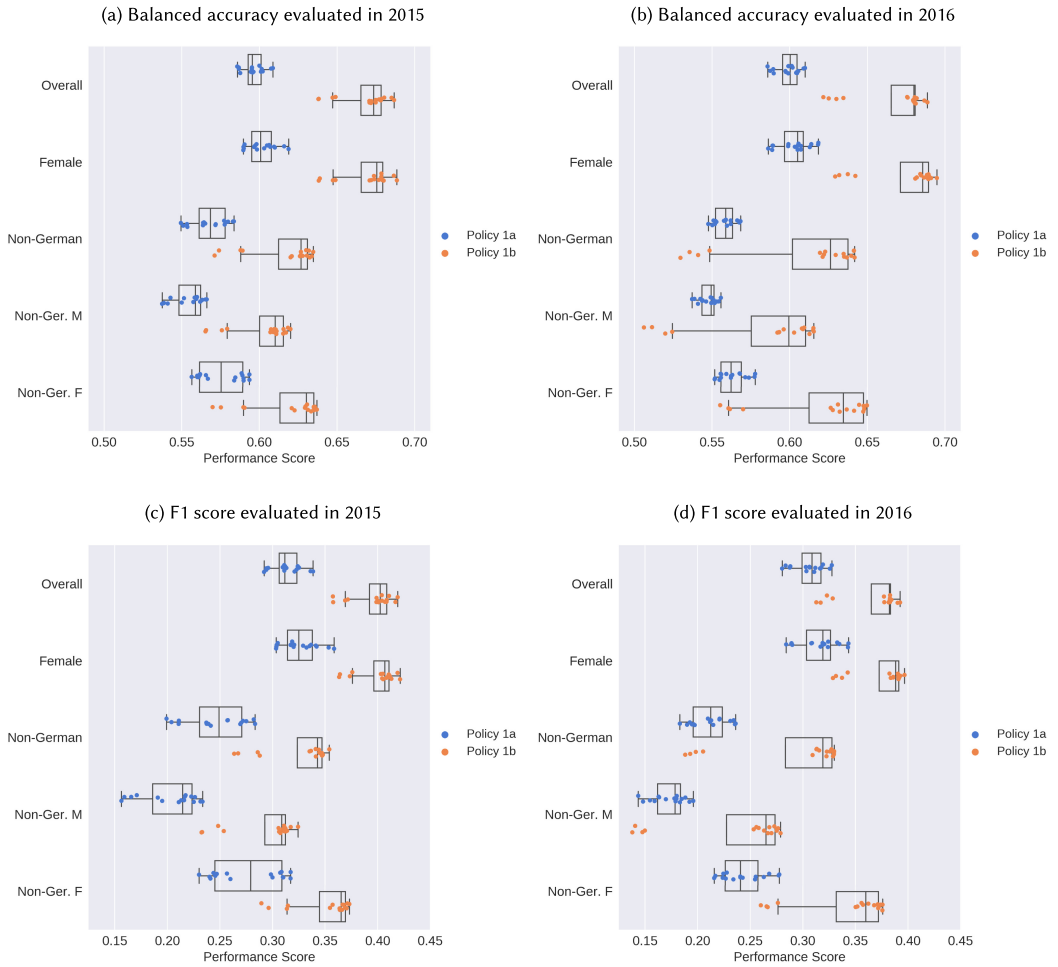 (a) Balanced accuracy evaluated in 2015
Overall
Female
Non-German
Non-Ger. M
Non-Ger. F
Policy 1a
Policy 1b
0.50 0.55 0.60 0.65 0.70
Performance Score
(b) Balanced accuracy evaluated in 2016
Overall
Female
Non-German
Non-Ger. M
Non-Ger. F
Policy 1a
Policy 1b
0.50 0.55 0.60 0.65 0.70
Performance Score
(c) F1 score evaluated in 2015
Overall
Female
Non-German
Non-Ger. M
Non-Ger. F
Policy 1a
Policy 1b
0.15 0.20 0.25 0.30 0.35 0.40 0.45
Performance Score
(d) F1 score evaluated in 2016
Overall
Female
Non-German
Non-Ger. M
Non-Ger. F
Policy 1a
Policy 1b
0.15 0.20 0.25 0.30 0.35 0.40 0.45
Performance Score